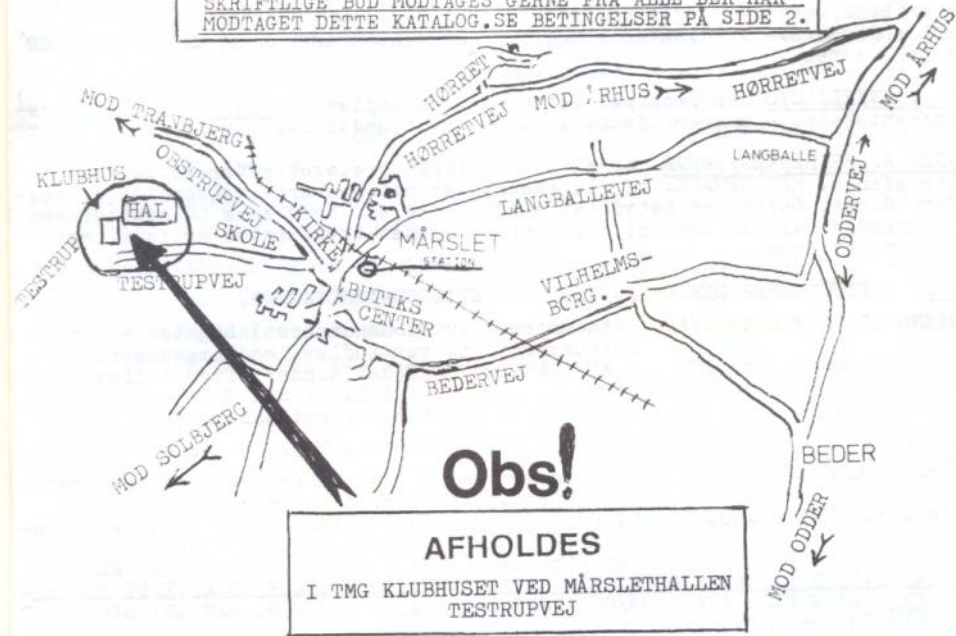 SKRIFTLIGE BUD MODTAGES GERNE FRA ALLE DER HAR
MODTAGET DETTE KATALOG.SE BETINGELSER PÅ SIDE 2.
HØRRET
MOD ÅRHUS
HØRRETVEJ
MOD ÅRHUS
MOD TRANBJERG
HØRRETVEJ
LANGBALLE
KLUBHUS
OBSTRUPVEJ
KIRKE
LANGBALLEVEJ
ODDERVEJ
HAL
SKOLE
MÅRSLET
STATION
TESTRUP
TESTRUPVEJ
BUTIKS
CENTER
VILHELMS-
BORG.
BEDERVEJ
MOD SOLBJERG
BEDER
MOD ODDER
Obs!
AFHOLDES
I TMG KLUBHUSET VED MÅRSLETHALLEN
TESTRUPVEJ